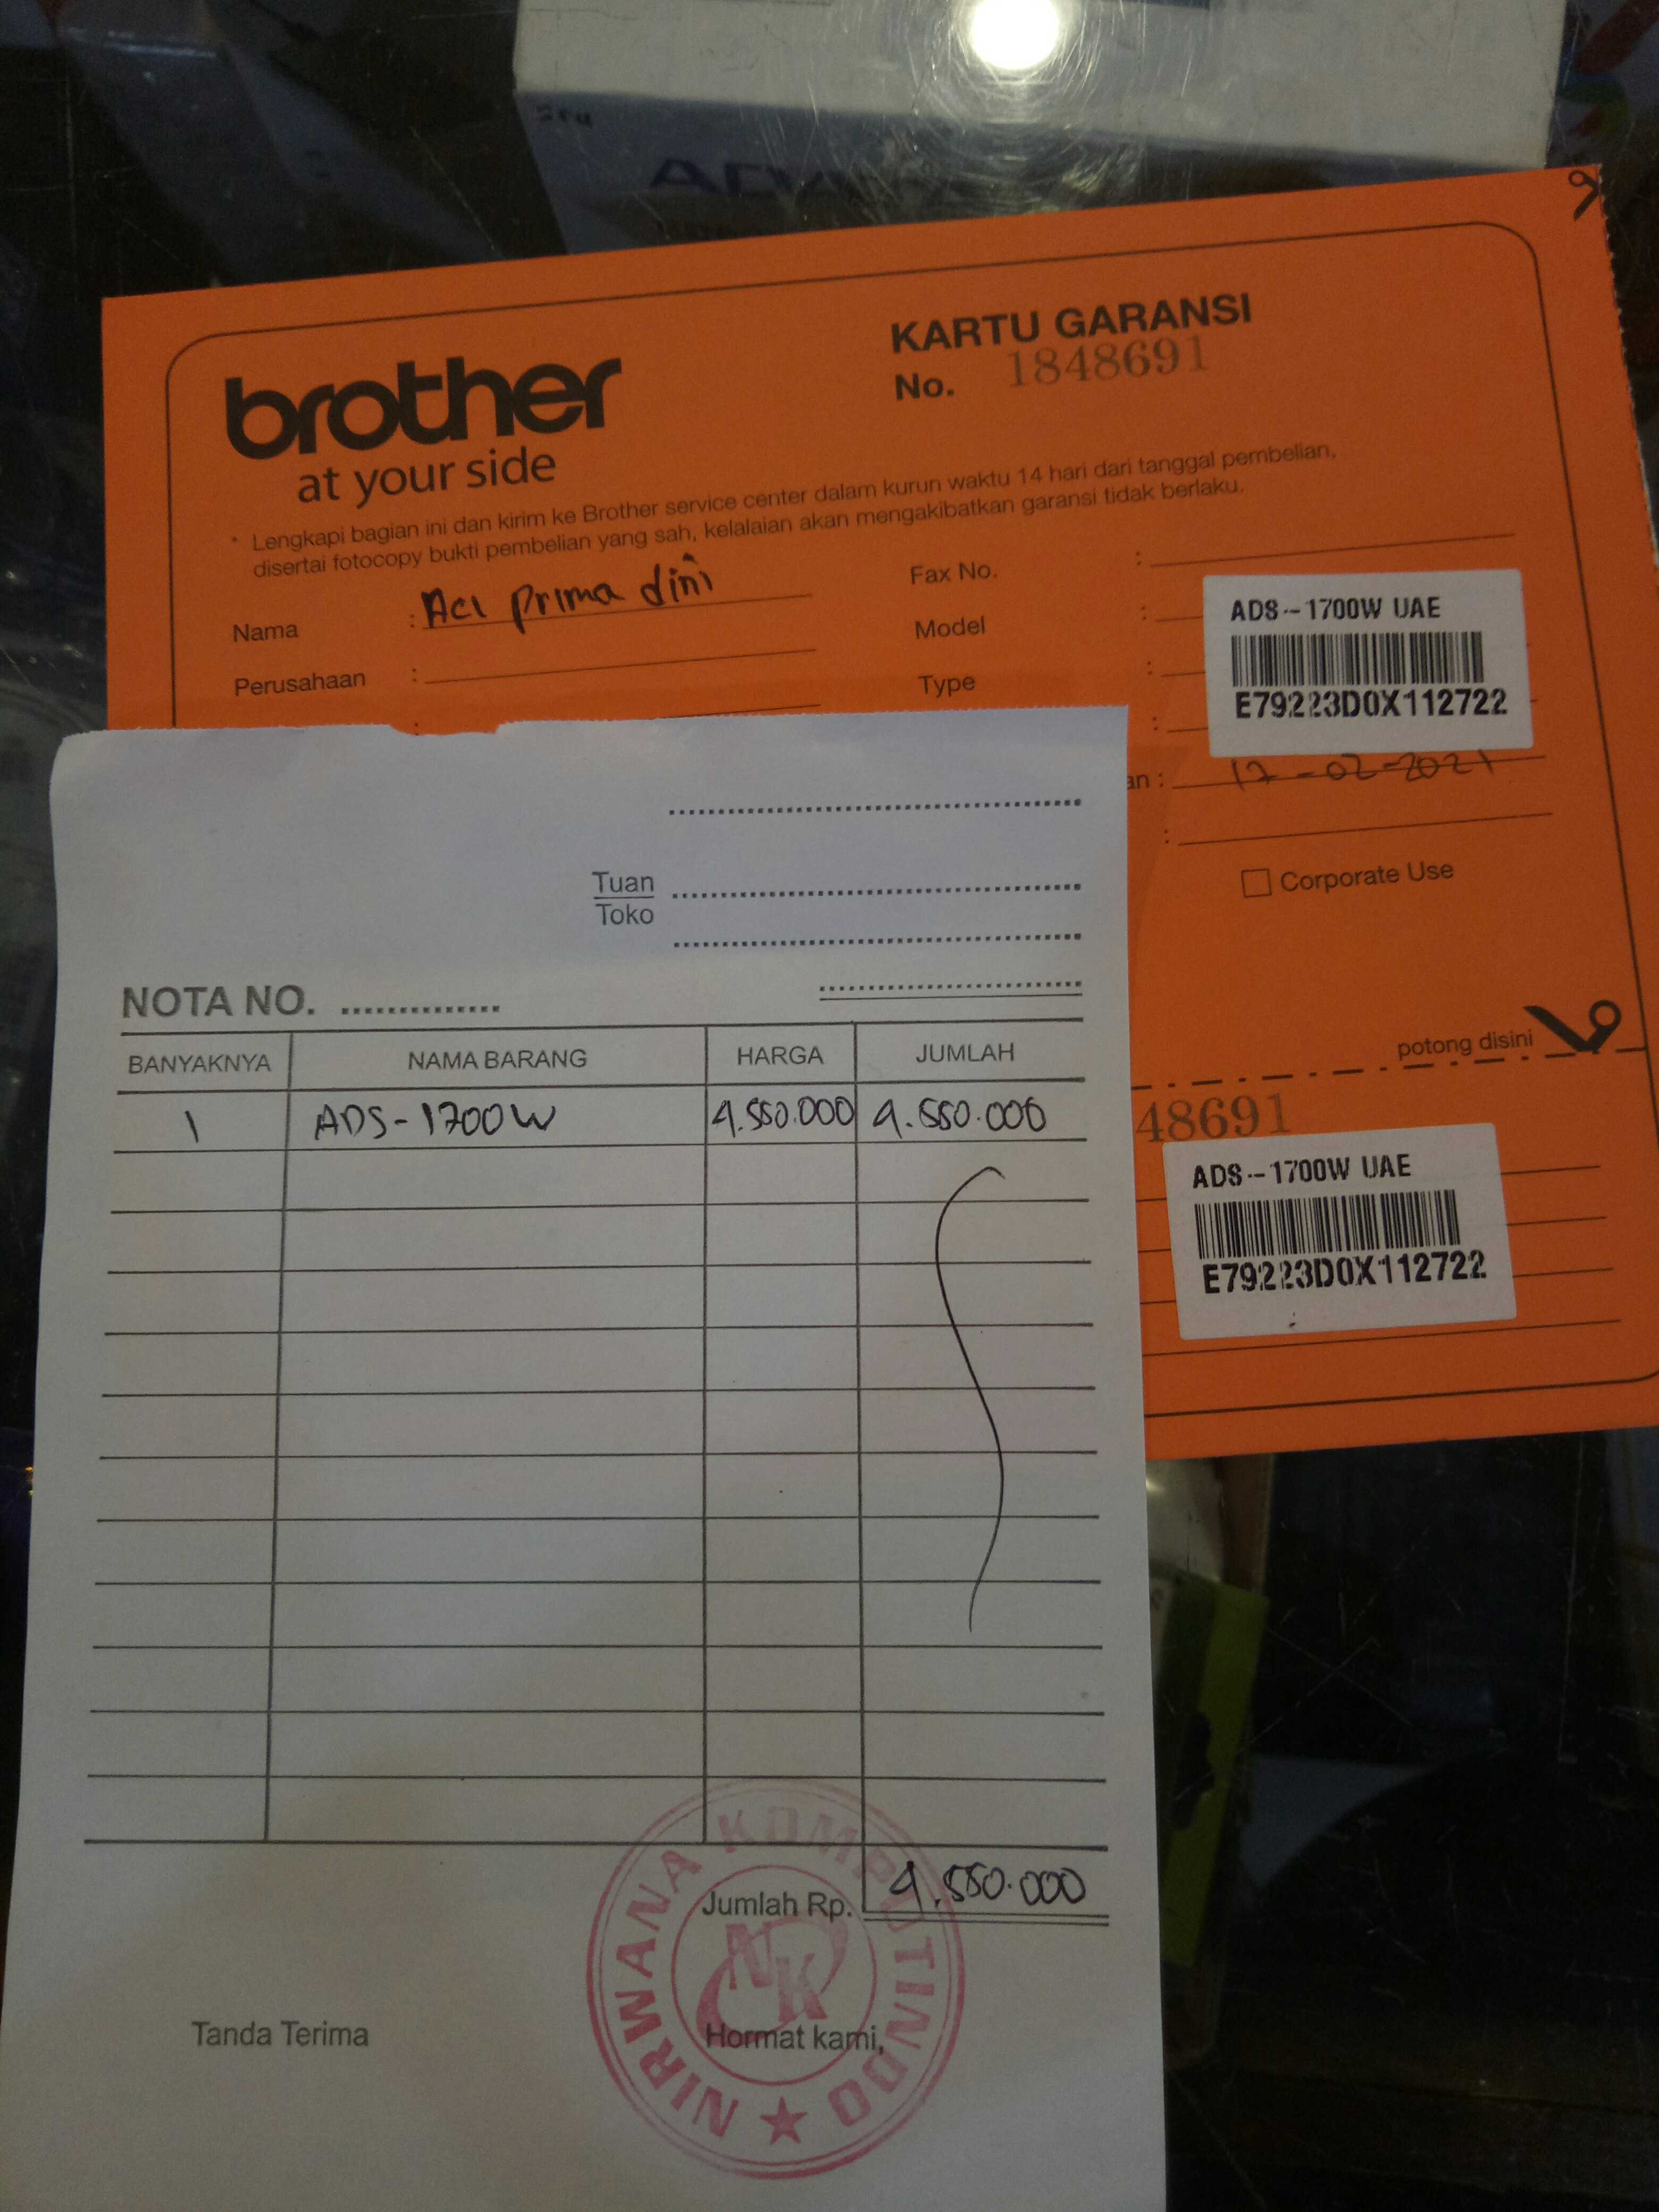 KARTU GARANSI
No. 1848691
brother
at your side
* Lengkapi bagian ini dan kirim ke Brother service center dalam kurun waktu 14 hari dari tanggal pembelian,
disertai fotocopy bukti pembelian yang sah, kelalaian akan mengakibatkan garansi tidak berlaku.
Nama : Aci prima dini
Perusahaan :
:
Fax No. :
Model :
Type :
:
ADS-1700W UAE
E79223D0X112722
an : 17-02-2021
:
Corporate Use
potong disini
48691
ADS-1700W UAE
E79223D0X112722
Tuan
Toko
NOTA NO.
BANYAKNYA NAMA BARANG HARGA JUMLAH
1 ADS-1700W 4.550.000 4.550.000
Jumlah Rp. 4.550.000
Tanda Terima
Hormat kami,
NIRWANA KOMPUTINDO
NK